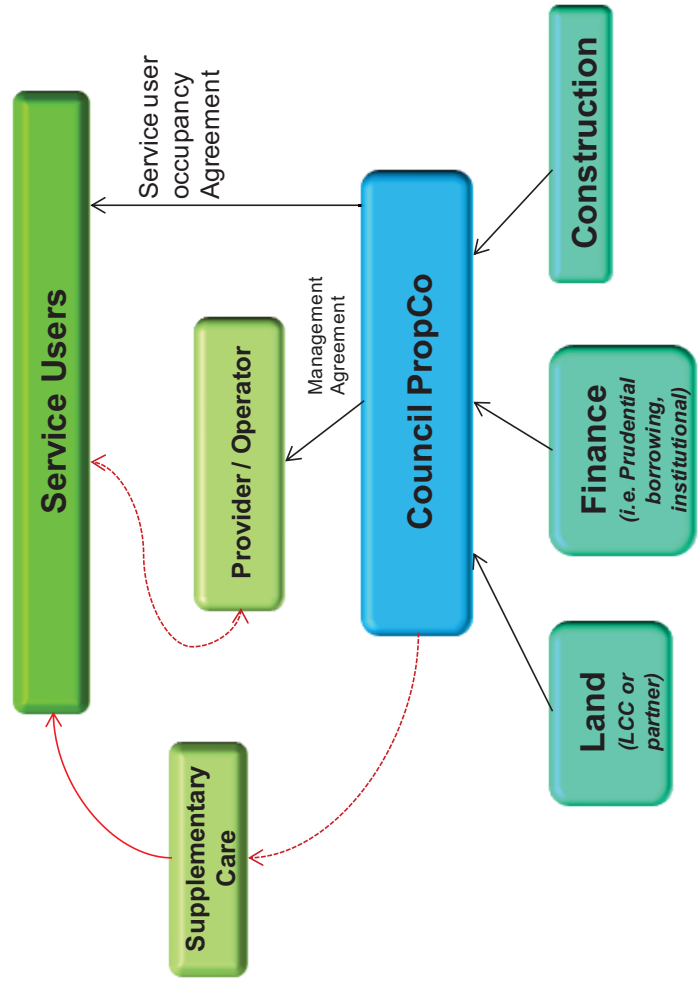 Service Users
Service user
occupancy
Agreement
Supplementary
Care
Provider / Operator
Management
Agreement
Council PropCo
Land
(LCC or
partner)
Finance
(i.e. Prudential
borrowing,
institutional)
Construction